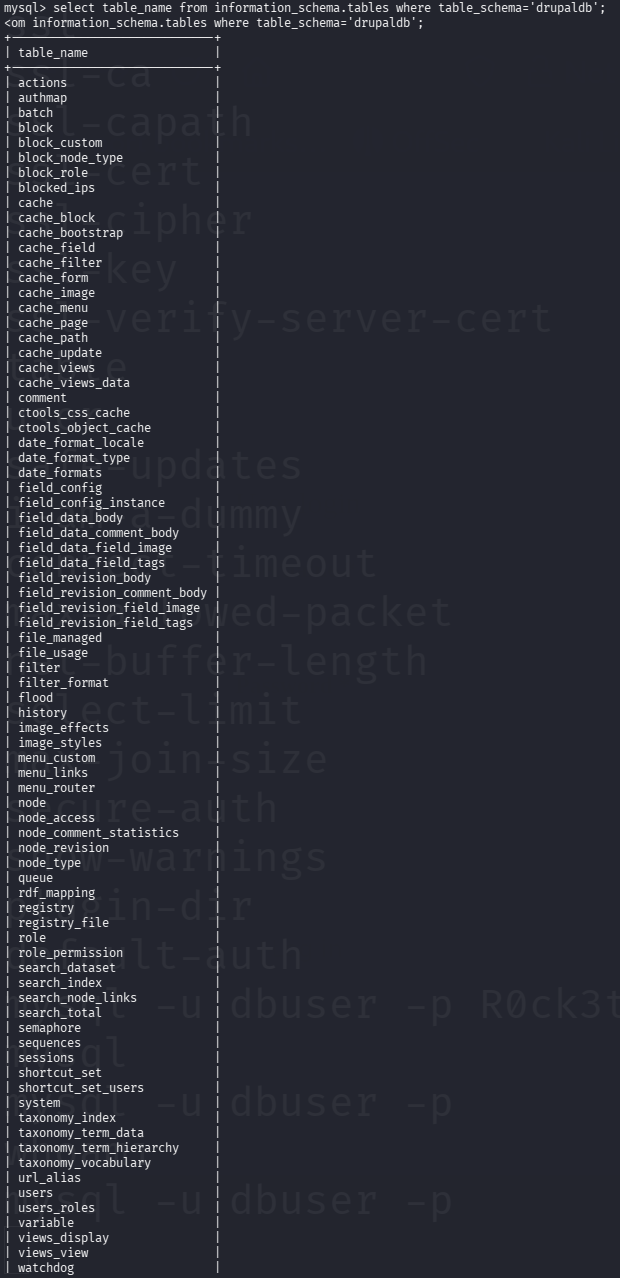 mysql> select table_name from information_schema.tables where table_schema='drupaldb';
<om information_schema.tables where table_schema='drupaldb';
+-----------------------------+
| table_name                  |
+-----------------------------+
| actions                     |
| authmap                     |
| batch                       |
| block                       |
| block_custom                |
| block_node_type             |
| block_role                  |
| blocked_ips                 |
| cache                       |
| cache_block                 |
| cache_bootstrap             |
| cache_field                 |
| cache_filter                |
| cache_form                  |
| cache_image                 |
| cache_menu                  |
| cache_page                  |
| cache_path                  |
| cache_update                |
| cache_views                 |
| cache_views_data            |
| comment                     |
| ctools_css_cache            |
| ctools_object_cache         |
| date_format_locale          |
| date_format_type            |
| date_formats                |
| field_config                |
| field_config_instance       |
| field_data_body             |
| field_data_comment_body     |
| field_data_field_image      |
| field_data_field_tags       |
| field_revision_body         |
| field_revision_comment_body |
| field_revision_field_image  |
| field_revision_field_tags   |
| file_managed                |
| file_usage                  |
| filter                      |
| filter_format               |
| flood                       |
| history                     |
| image_effects               |
| image_styles                |
| menu_custom                 |
| menu_links                  |
| menu_router                 |
| node                        |
| node_access                 |
| node_comment_statistics     |
| node_revision               |
| node_type                   |
| queue                       |
| rdf_mapping                 |
| registry                    |
| registry_file               |
| role                        |
| role_permission             |
| search_dataset              |
| search_index                |
| search_node_links           |
| search_total                |
| semaphore                   |
| sequences                   |
| sessions                    |
| shortcut_set                |
| shortcut_set_users          |
| system                      |
| taxonomy_index              |
| taxonomy_term_data          |
| taxonomy_term_hierarchy     |
| taxonomy_vocabulary         |
| url_alias                   |
| users                       |
| users_roles                 |
| variable                    |
| views_display               |
| views_view                  |
| watchdog                    |